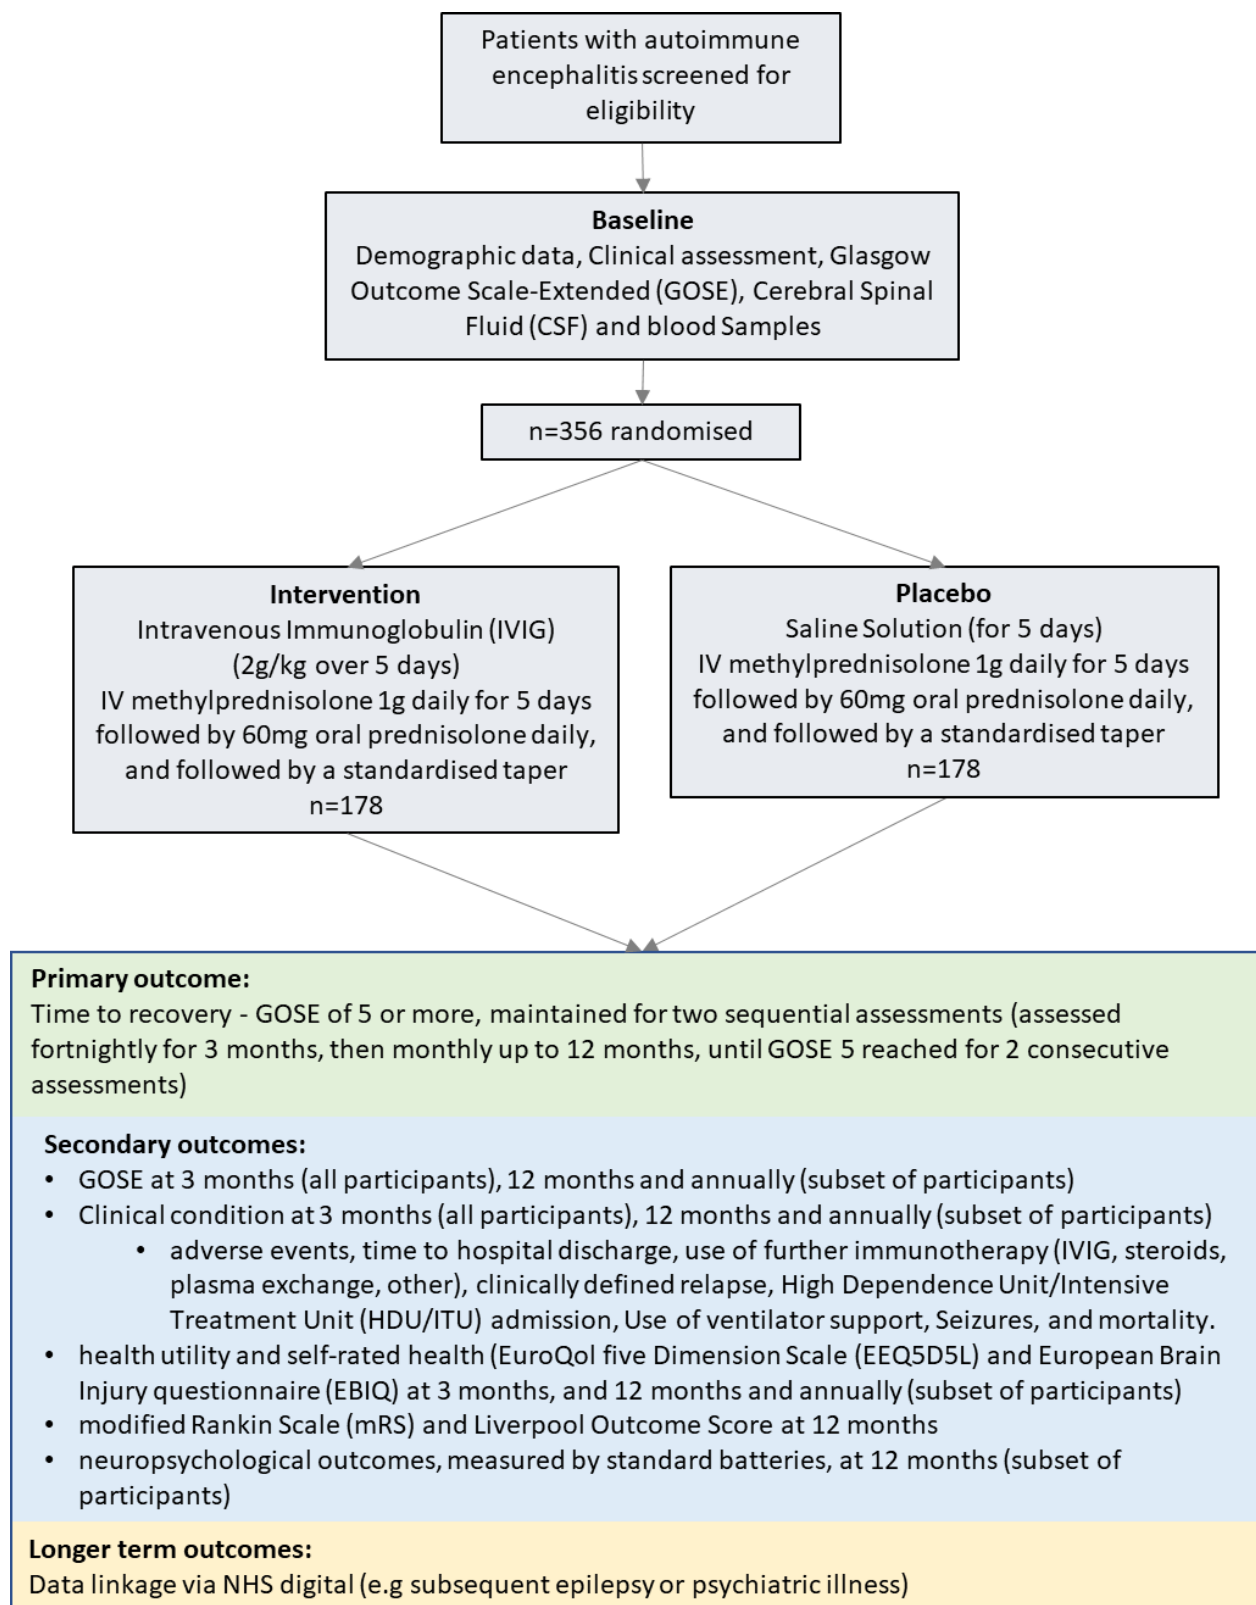 Patients with autoimmune
encephalitis screened for
eligibility
Baseline
Demographic data, Clinical assessment, Glasgow
Outcome Scale-Extended (GOSE), Cerebral Spinal
Fluid (CSF) and blood Samples
n=356 randomised
Intervention
Intravenous Immunoglobulin (IVIG)
(2g/kg over 5 days)
IV methylprednisolone 1g daily for 5 days
followed by 60mg oral prednisolone daily,
and followed by a standardised taper
n=178
Placebo
Saline Solution (for 5 days)
IV methylprednisolone 1g daily for 5 days
followed by 60mg oral prednisolone daily,
and followed by a standardised taper
n=178
Primary outcome:
Time to recovery - GOSE of 5 or more, maintained for two sequential assessments (assessed
fortnightly for 3 months, then monthly up to 12 months, until GOSE 5 reached for 2 consecutive
assessments)
Secondary outcomes:
• GOSE at 3 months (all participants), 12 months and annually (subset of participants)
• Clinical condition at 3 months (all participants), 12 months and annually (subset of participants)
• adverse events, time to hospital discharge, use of further immunotherapy (IVIG, steroids,
plasma exchange, other), clinically defined relapse, High Dependence Unit/Intensive
Treatment Unit (HDU/ITU) admission, Use of ventilator support, Seizures, and mortality.
• health utility and self-rated health (EuroQol five Dimension Scale (EEQ5D5L) and European Brain
Injury questionnaire (EBIQ) at 3 months, and 12 months and annually (subset of participants)
• modified Rankin Scale (mRS) and Liverpool Outcome Score at 12 months
• neuropsychological outcomes, measured by standard batteries, at 12 months (subset of
participants)
Longer term outcomes:
Data linkage via NHS digital (e.g subsequent epilepsy or psychiatric illness)